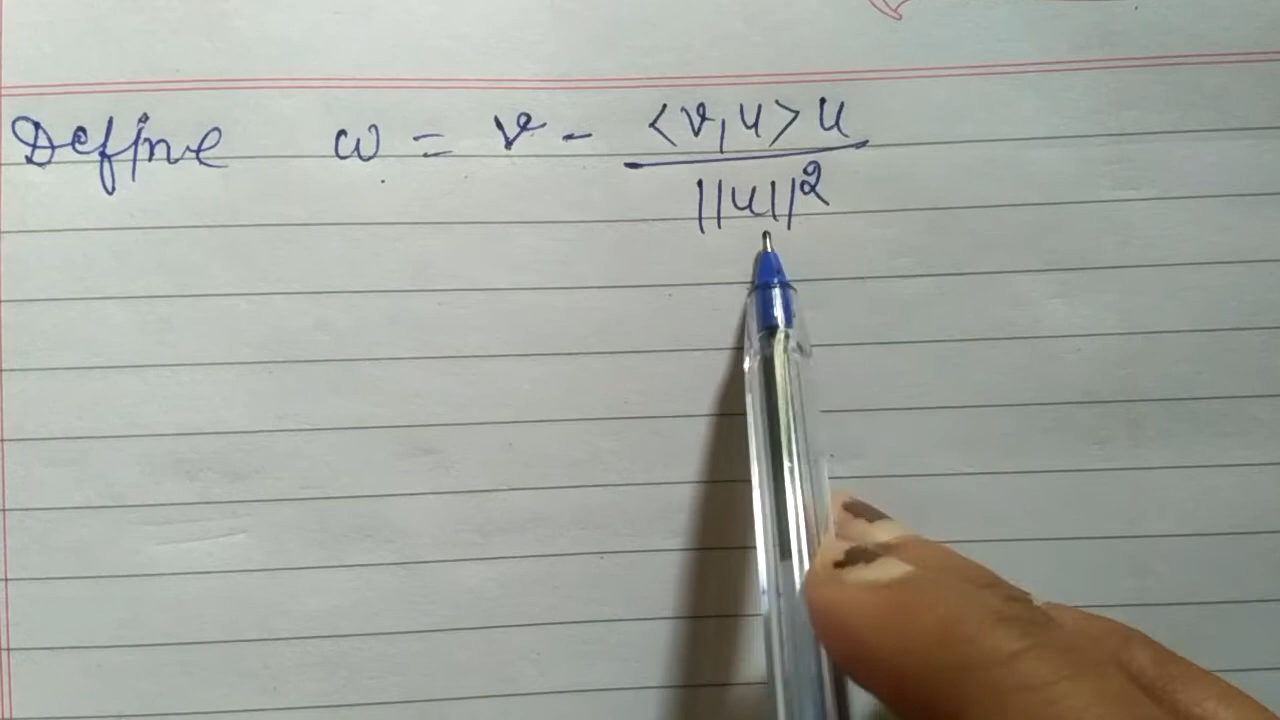 Define w = v - <v,u>u
||u||²